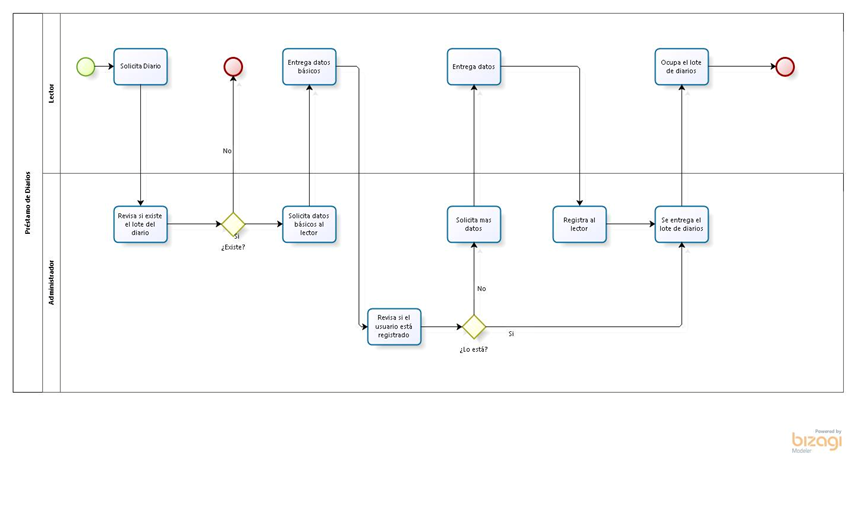 Préstamo de Diarios
Lector
Solicita Diario
Entrega datos
básicos
Entrega datos
Ocupa el lote
de diarios
No
Administrador
Revisa si existe
el lote del
diario
Si
¿Existe?
Solicita datos
básicos al
lector
Solicita mas
datos
Registra al
lector
Se entrega el
lote de diarios
No
Revisa si el
usuario está
registrado
¿Lo está?
Si
Powered by
bizagi
Modeler